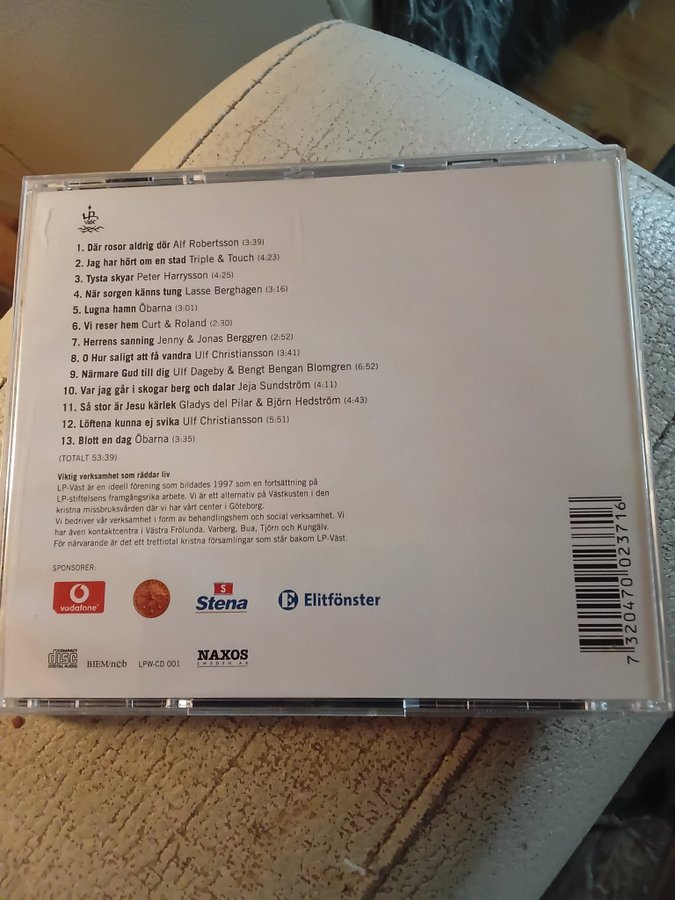 LP
VÄST
1. Där rosor aldrig dör Alf Robertsson (3:39)
2. Jag har hört om en stad Triple & Touch (4:23)
3. Tysta skyar Peter Harrysson (4:25)
4. När sorgen känns tung Lasse Berghagen (3:16)
5. Lugna hamn Öbarna (3:01)
6. Vi reser hem Curt & Roland (2:30)
7. Herrens sanning Jenny & Jonas Berggren (2:52)
8. O Hur saligt att få vandra Ulf Christiansson (3:41)
9. Närmare Gud till dig Ulf Dageby & Bengt Bengan Blomgren (6:52)
10. Var jag går i skogar berg och dalar Jeja Sundström (4:11)
11. Så stor är Jesu kärlek Gladys del Pilar & Björn Hedström (4:43)
12. Löftena kunna ej svika Ulf Christiansson (5:51)
13. Blott en dag Öbarna (3:35)
(TOTALT 53:39)
Viktig verksamhet som räddar liv
LP-Väst är en ideell förening som bildades 1997 som en fortsättning på
LP-stiftelsens framgångsrika arbete. Vi är ett alternativ på Västkusten i den
kristna missbruksvården där vi har vårt center i Göteborg.
Vi bedriver vår verksamhet i form av behandlingshem och social verksamhet. Vi
har även kontaktcentra i Västra Frölunda, Varberg, Bua, Tjörn och Kungälv.
För närvarande är det ett trettiotal kristna församlingar som står bakom LP-Väst.
SPONSORER:
vodafone
S
Stena
E Elitfönster
COMPACT
disc
DIGITAL AUDIO
BIEM/n©b
LPW-CD 001
NAXOS
SWEDEN AB
7 320470 023716